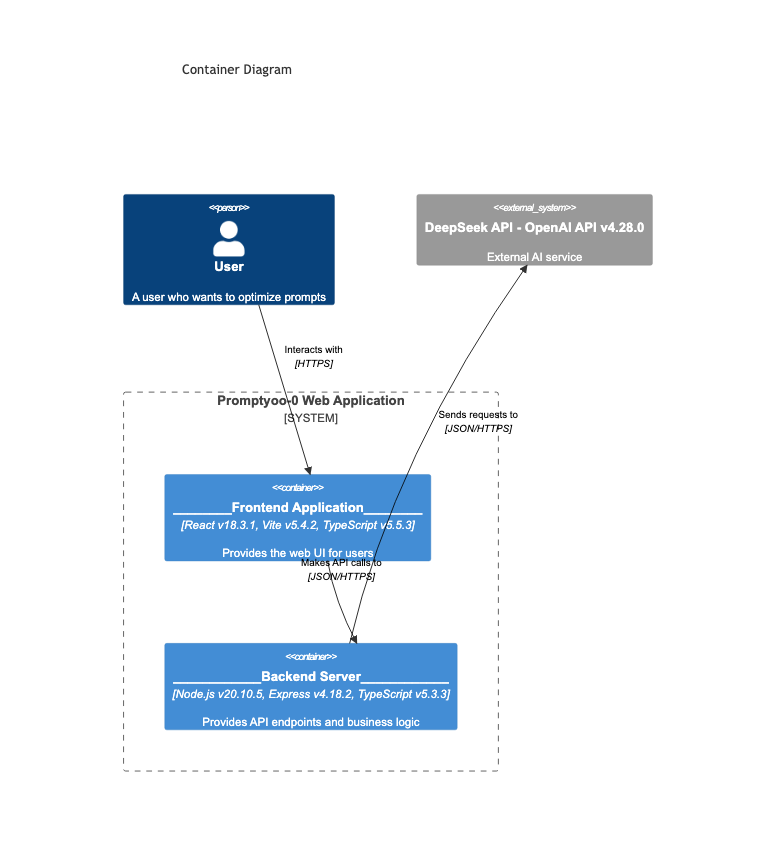 Container Diagram
<<person>>
User
A user who wants to optimize prompts
<<external_system>>
DeepSeek API - OpenAI API v4.28.0
External AI service
Interacts with
[HTTPS]
Promptyoo-0 Web Application
[SYSTEM]
Sends requests to
[JSON/HTTPS]
<<container>>
________Frontend Application________
[React v18.3.1, Vite v5.4.2, TypeScript v5.5.3]
Provides the web UI for users
Makes API calls to
[JSON/HTTPS]
<<container>>
____________Backend Server____________
[Node.js v20.10.5, Express v4.18.2, TypeScript v5.3.3]
Provides API endpoints and business logic